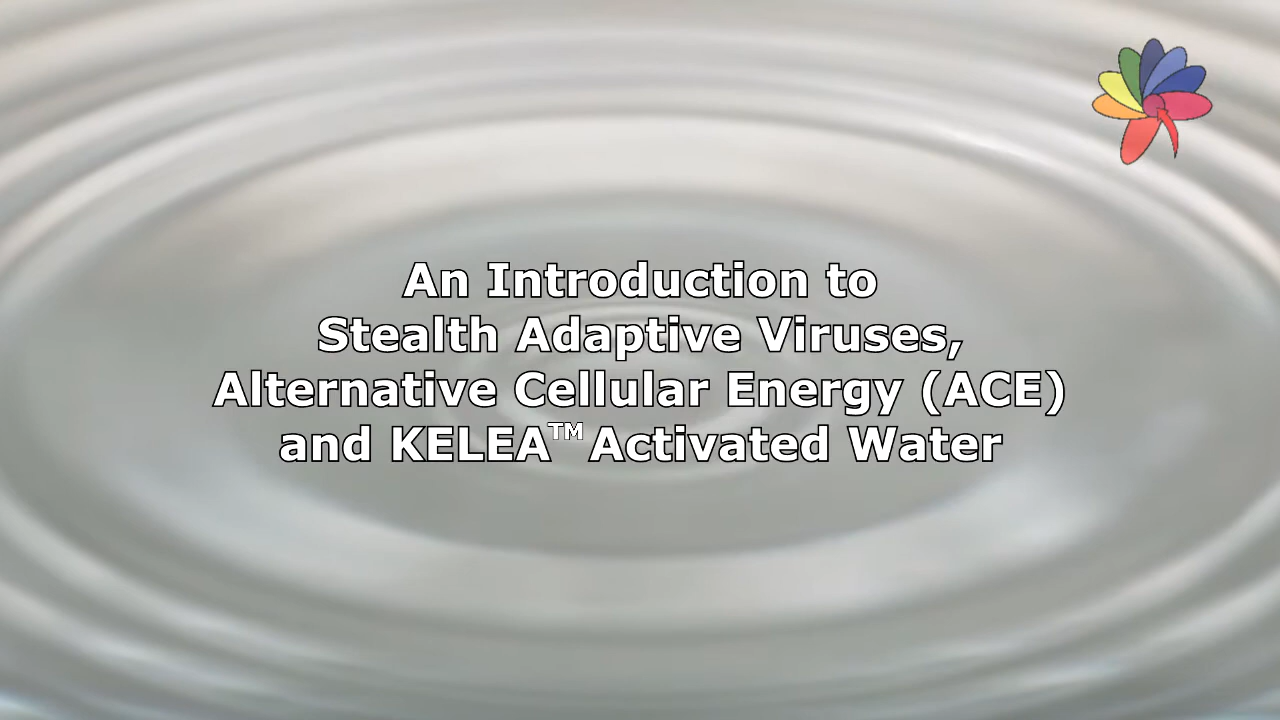 An Introduction to
Stealth Adaptive Viruses,
Alternative Cellular Energy (ACE)
and KELEA™ Activated Water